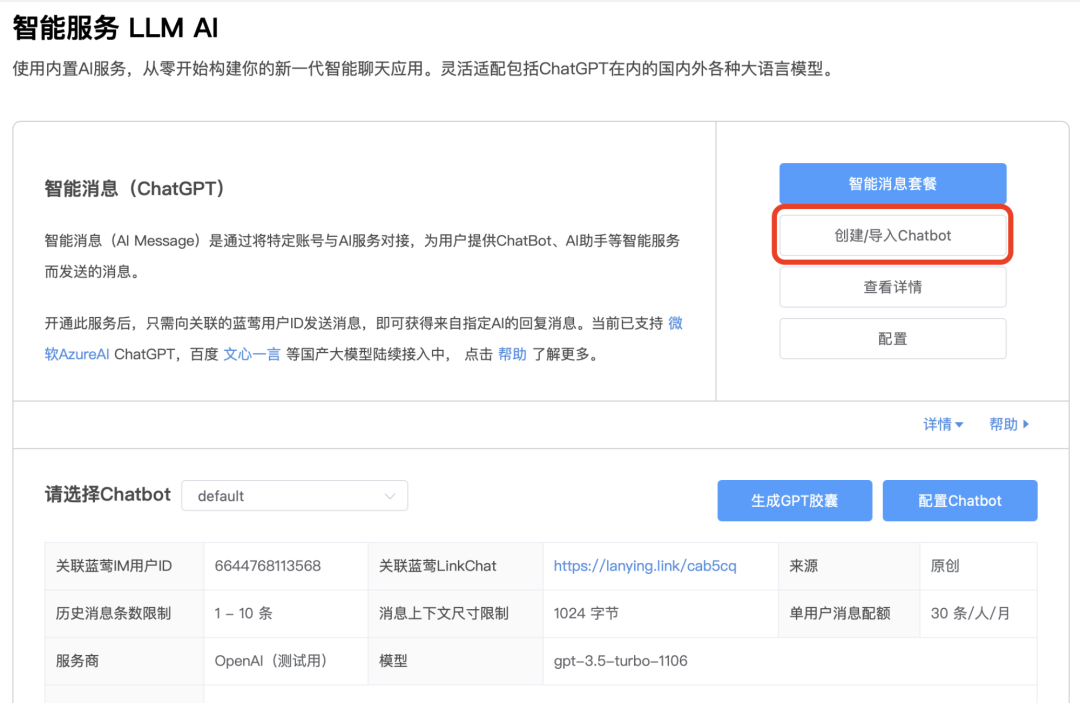 智能服务 LLM AI
使用内置AI服务，从零开始构建你的新一代智能聊天应用。灵活适配包括ChatGPT在内的国内外各种大语言模型。
智能消息（ChatGPT）
智能消息（AI Message）是通过将特定账号与AI服务对接，为用户提供ChatBot、AI助手等智能服务
而发送的消息。
开通此服务后，只需向关联的蓝莺用户ID发送消息，即可获得来自指定AI的回复消息。当前已支持 微
软AzureAI ChatGPT，百度 文心一言 等国产大模型陆续接入中， 点击 帮助 了解更多。
智能消息套餐
创建/导入Chatbot
查看详情
配置
详情 帮助
请选择Chatbot default 生成GPT胶囊 配置Chatbot
关联蓝莺IM用户ID 6644768113568 关联蓝莺LinkChat https://lanying.link/cab5cq 来源 原创
历史消息条数限制 1 – 10 条 消息上下文尺寸限制 1024 字节 单用户消息配额 30 条/人/月
服务商 OpenAI（测试用） 模型 gpt–3.5–turbo–1106